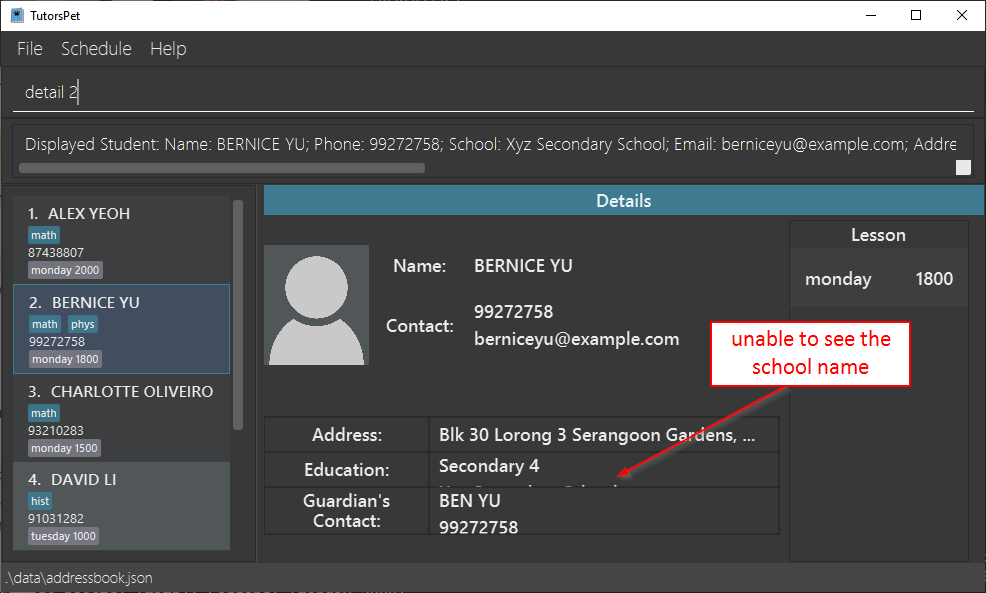 TutorsPet
File Schedule Help
detail 2
Displayed Student: Name: BERNICE YU; Phone: 99272758; School: Xyz Secondary School; Email: berniceyu@example.com; Addre
1. ALEX YEOH
math
87438807
monday 2000
2. BERNICE YU
math phys
99272758
monday 1800
3. CHARLOTTE OLIVEIRO
math
93210283
monday 1500
4. DAVID LI
hist
91031282
tuesday 1000
Details
Name: BERNICE YU
Contact: 99272758
berniceyu@example.com
Address: Blk 30 Lorong 3 Serangoon Gardens, ...
Education: Secondary 4
Guardian's
Contact:
BEN YU
99272758
Lesson
monday 1800
unable to see the
school name
.\data\addressbook.json